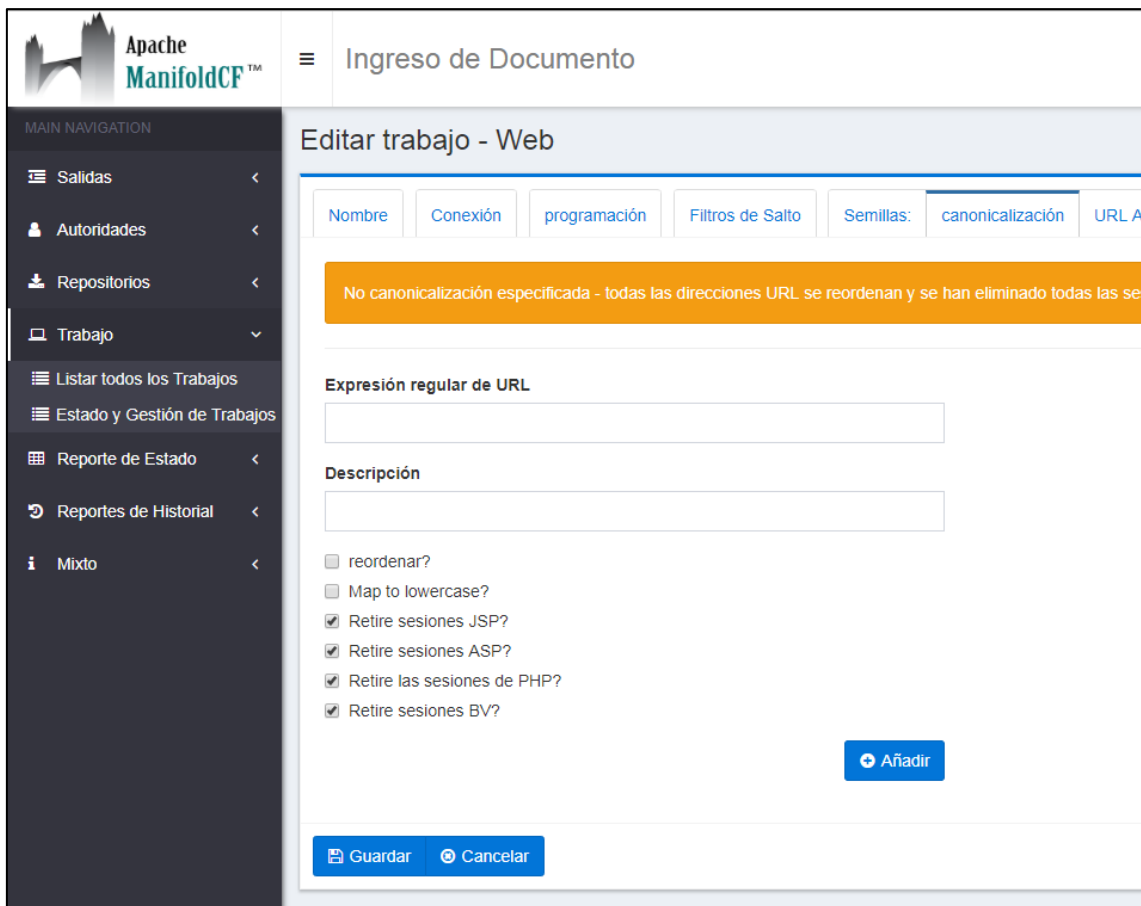 Apache
ManifoldCF™
Ingreso de Documento
MAIN NAVIGATION
Salidas
Autoridades
Repositorios
Trabajo
Listar todos los Trabajos
Estado y Gestión de Trabajos
Reporte de Estado
Reportes de Historial
Mixto
Editar trabajo - Web
Nombre Conexión programación Filtros de Salto Semillas: canonicalización URL A
No canonicalización especificada - todas las direcciones URL se reordenan y se han eliminado todas las se
Expresión regular de URL
Descripción
reordenar?
Map to lowercase?
Retire sesiones JSP?
Retire sesiones ASP?
Retire las sesiones de PHP?
Retire sesiones BV?
Añadir
Guardar Cancelar